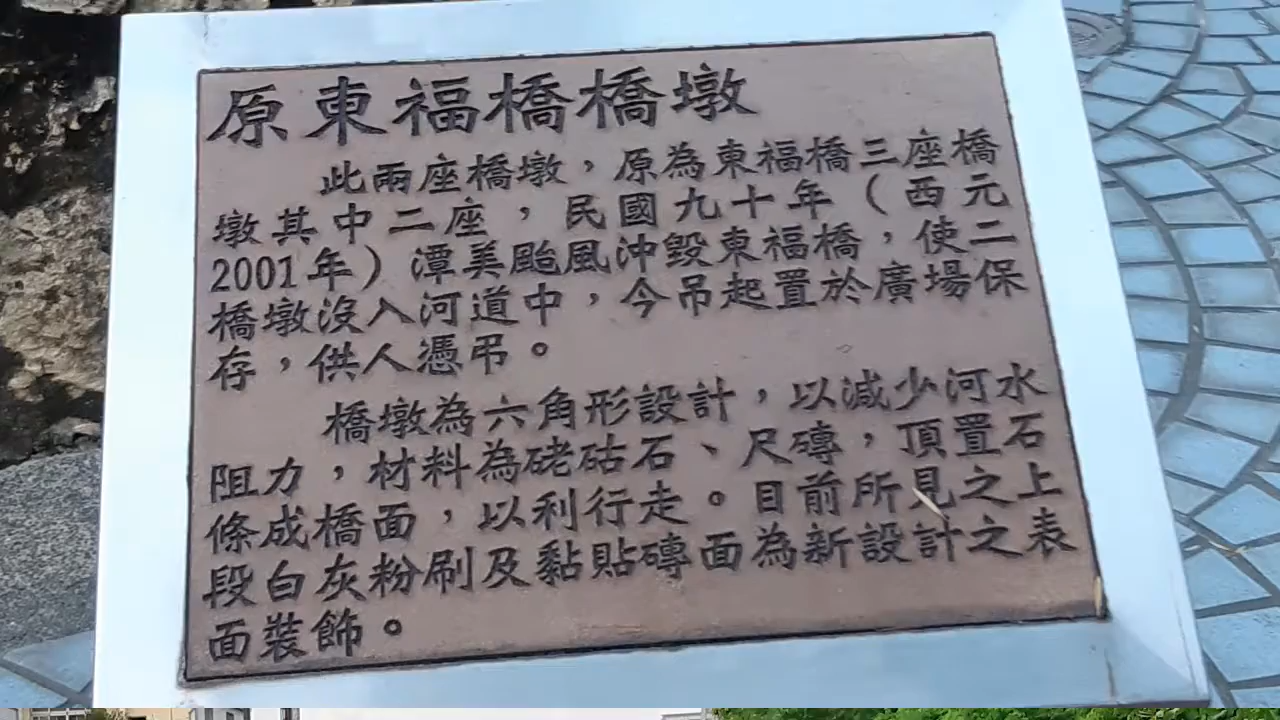 原東福橋橋墩
此兩座橋墩，原為東福橋三座橋
墩其中二座，民國九十年（西元
2001年）潭美颱風沖毀東福橋，使二
橋墩沒入河道中，今吊起置於廣場保
存，供人憑弔。
橋墩為六角形設計，以減少河水
阻力，材料為硓𥑮石、尺磚，頂置石
條成橋面，以利行走。目前所見之上
段白灰粉刷及黏貼磚面為新設計之表
面裝飾。